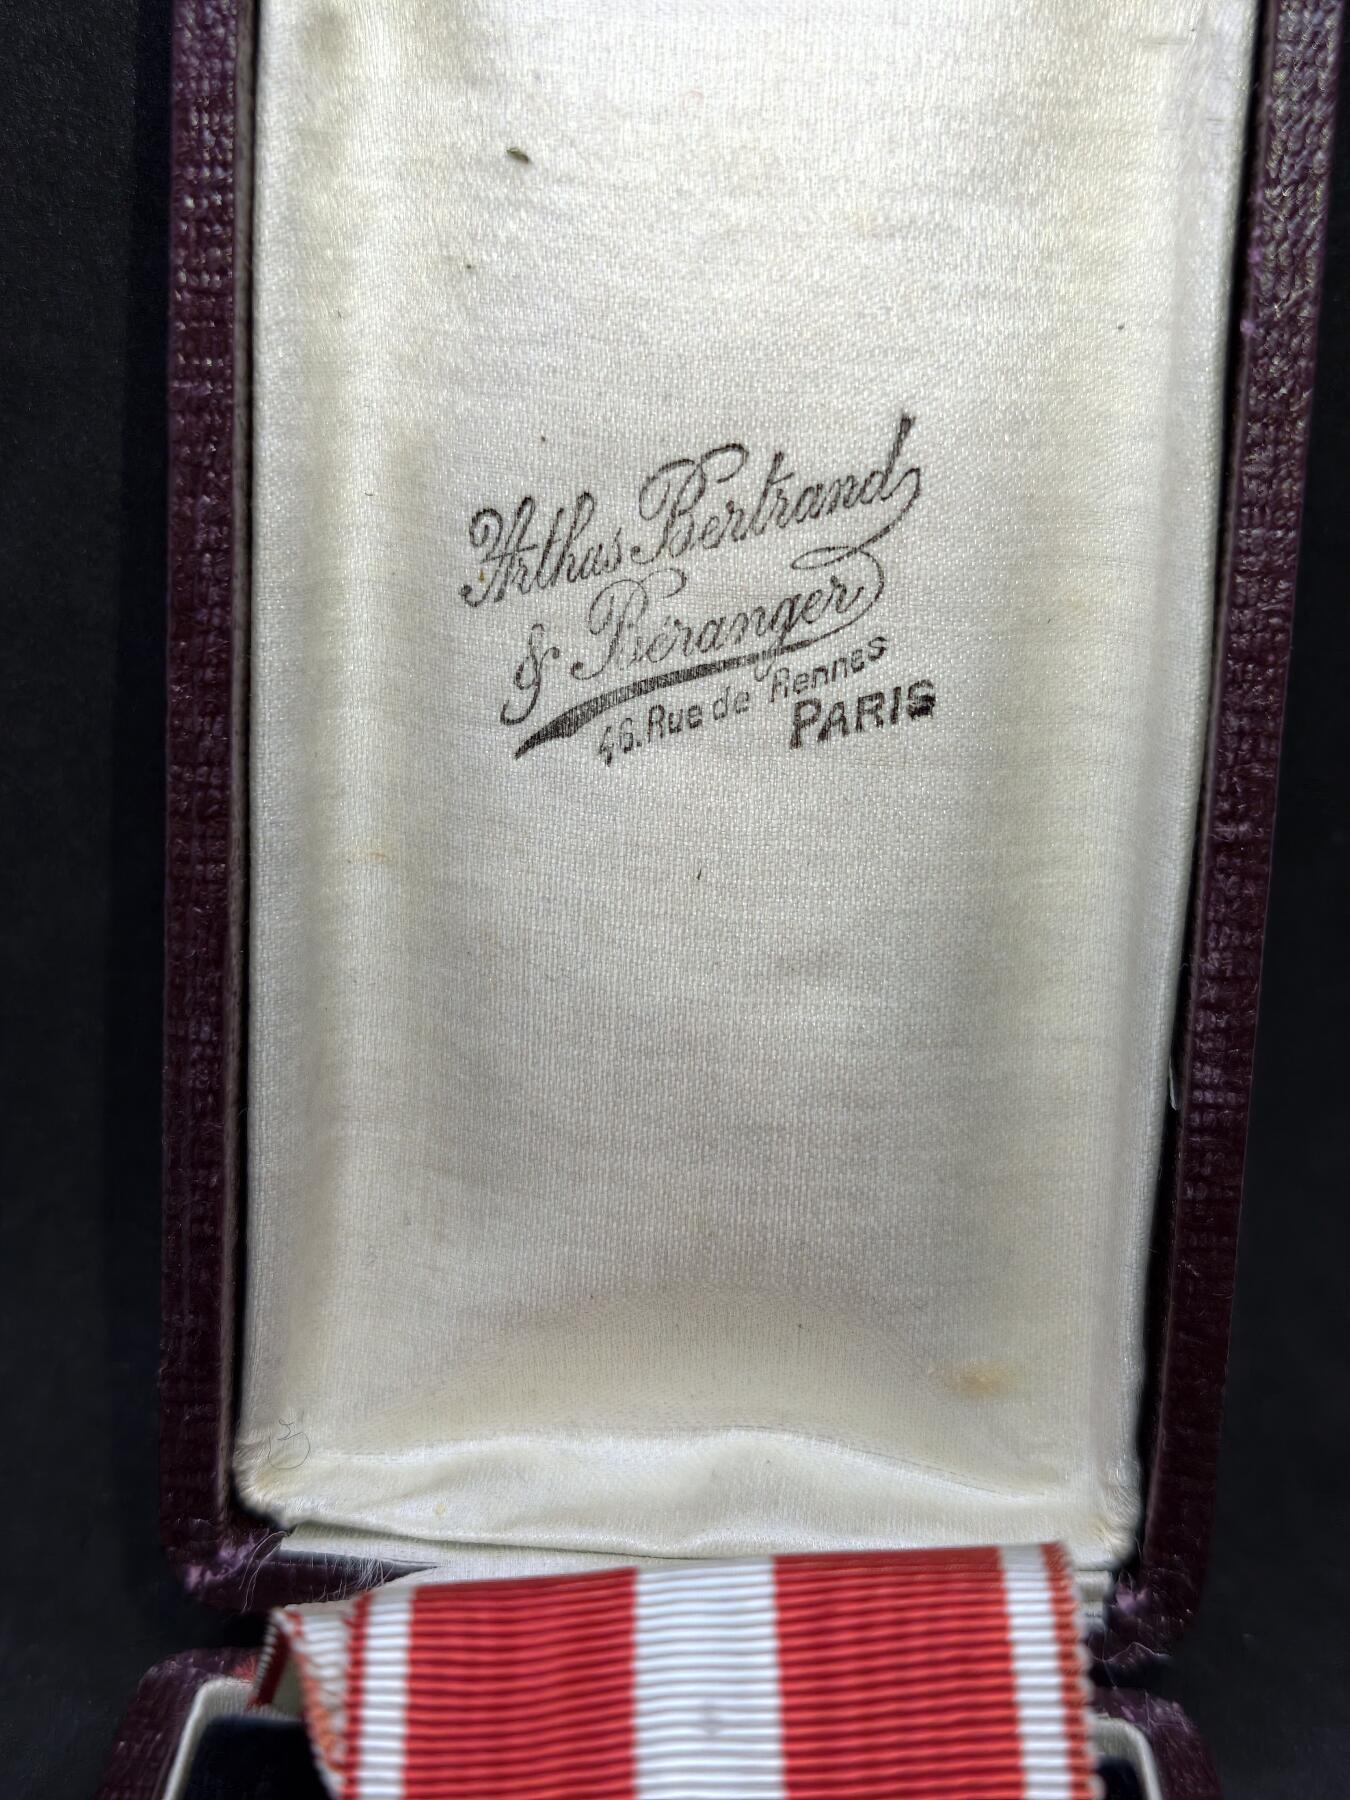 Arthus Bertrand
& Béranger
46. Rue de Rennes
PARIS